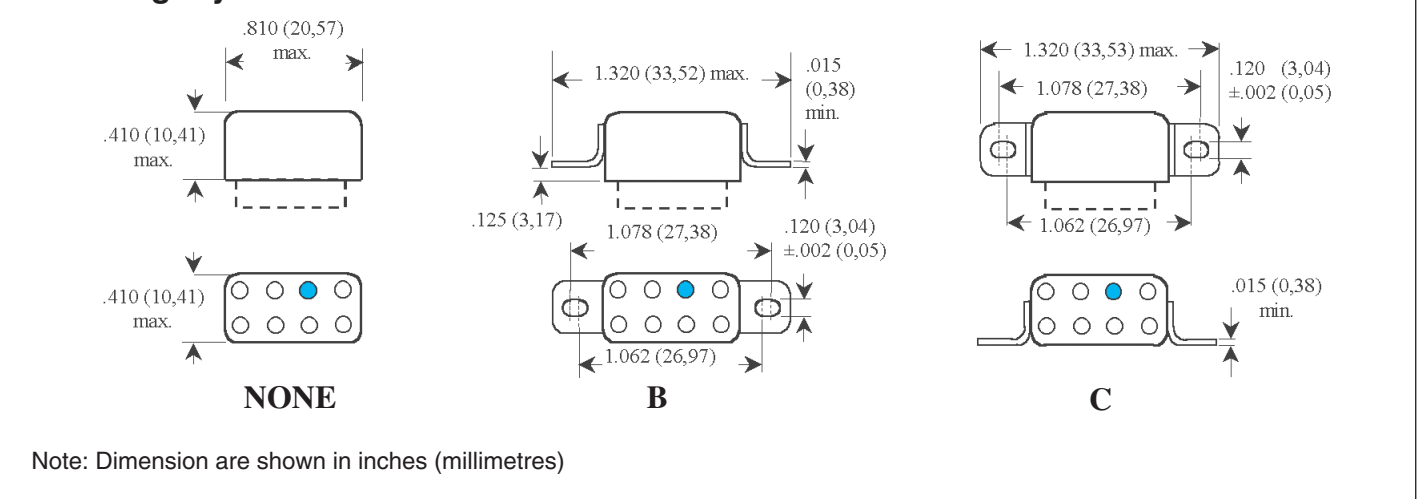 .810 (20,57)
max.
.410 (10,41)
max.
.410 (10,41)
max.
NONE
1.320 (33,52) max.
.015
(0,38)
min.
.125 (3,17)
1.078 (27,38)
.120 (3,04)
±.002 (0,05)
1.062 (26,97)
B
1.320 (33,53) max.
1.078 (27,38)
.120 (3,04)
±.002 (0,05)
1.062 (26,97)
.015 (0,38)
min.
C
Note: Dimension are shown in inches (millimetres)